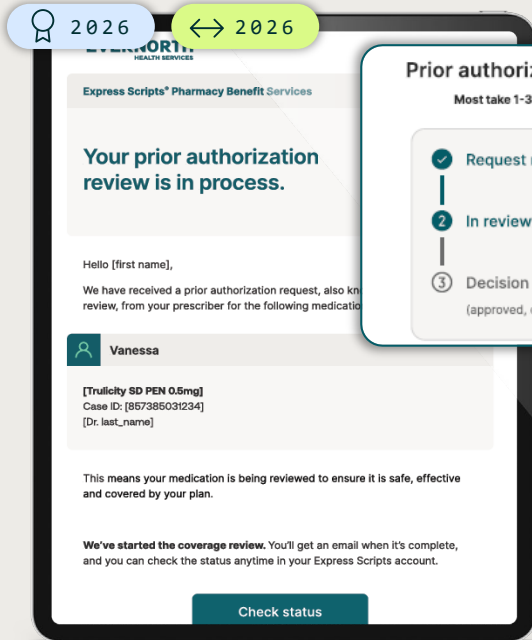 2026
2026
EVERNORTH
HEALTH SERVICES
Express Scripts® Pharmacy Benefit Services
Your prior authorization
review is in process.
Hello [first name],
We have received a prior authorization request, also
review, from your prescriber for the following
Vanessa
[Trulicity SD PEN 0.5mg]
Case ID: [857385031234]
[Dr. last_name]
This means your medication is being reviewed to ensure it is safe, effective
and covered by your plan.
We've started the coverage review. You'll get an email when it's complete,
and you can check the status anytime in your Express Scripts account.
Check status
Prior
Most take 1-3
Request
2 In review
3 Decision
(approved,